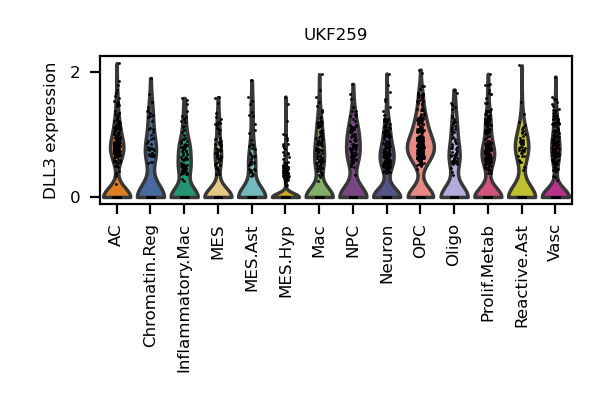 UKF259
DLL3 expression
2
0
AC
Chromatin.Reg
Inflammatory.Mac
MES
MES.Ast
MES.Hyp
Mac
NPC
Neuron
OPC
Oligo
Prolif.Metab
Reactive.Ast
Vasc